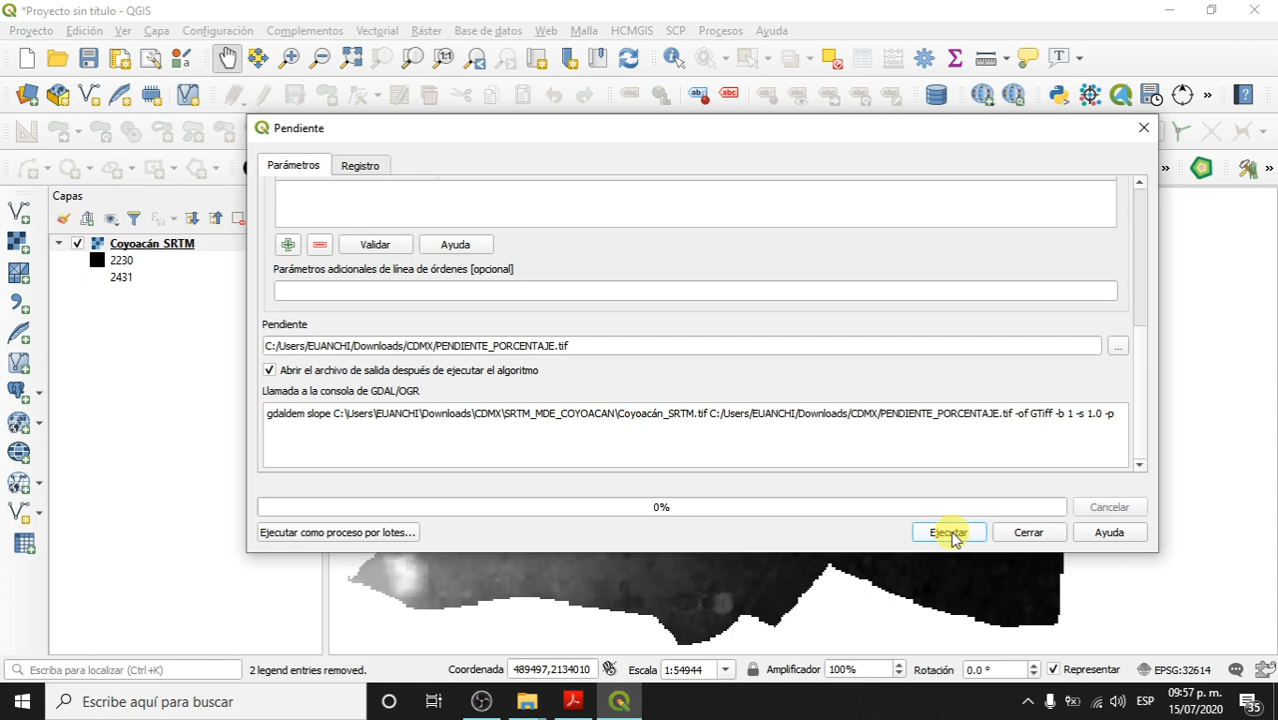 *Proyecto sin título - QGIS
Proyecto Edición Ver Capa Configuración Complementos Vectorial Ráster Base de datos Web Malla HCMGIS SCP Procesos Ayuda
Pendiente
Parámetros Registro
Capas
Coyoacán_SRTM
2230
2431
Validar Ayuda
Parámetros adicionales de línea de órdenes [opcional]
Pendiente
C:/Users/EUANCHI/Downloads/CDMX/PENDIENTE_PORCENTAJE.tif
...
Abrir el archivo de salida después de ejecutar el algoritmo
Llamada a la consola de GDAL/OGR
gdaldem slope C:\Users\EUANCHI\Downloads\CDMX\SRTM_MDE_COYOACAN\Coyoacán_SRTM.tif C:/Users/EUANCHI/Downloads/CDMX/PENDIENTE_PORCENTAJE.tif -of GTiff -b 1 -s 1.0 -p
0%
Cancelar
Ejecutar como proceso por lotes...
Ejecutar Cerrar Ayuda
Escriba para localizar (Ctrl+K) 2 legend entries removed. Coordenada 489497,2134010 Escala 1:54944 Amplificador 100% Rotación 0.0 ° Representar EPSG:32614
Escribe aquí para buscar
ESP
09:57 p. m.
15/07/2020
35